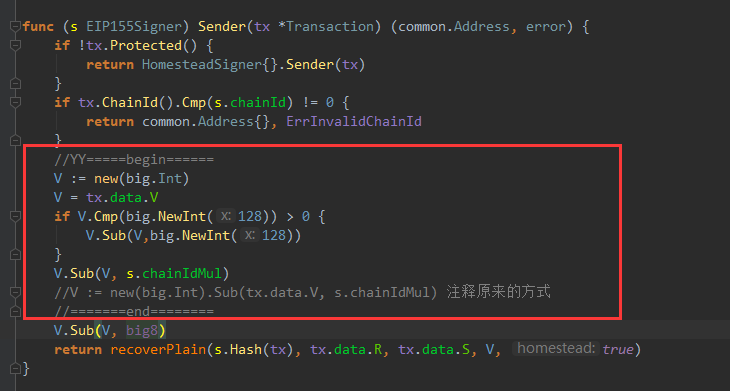 func (s EIP155Signer) Sender(tx *Transaction) (common.Address, error) {
if !tx.Protected() {
return HomesteadSigner{}.Sender(tx)
}
if tx.ChainId().Cmp(s.chainId) != 0 {
return common.Address{}, ErrInvalidChainId
}
//YY=====begin======
V := new(big.Int)
V = tx.data.V
if V.Cmp(big.NewInt( x: 128)) > 0 {
V.Sub(V,big.NewInt( x: 128))
}
V.Sub(V, s.chainIdMul)
//V := new(big.Int).Sub(tx.data.V, s.chainIdMul) 注释原来的方式
//=======end========
V.Sub(V, big8)
return recoverPlain(s.Hash(tx), tx.data.R, tx.data.S, V, homestead: true)
}